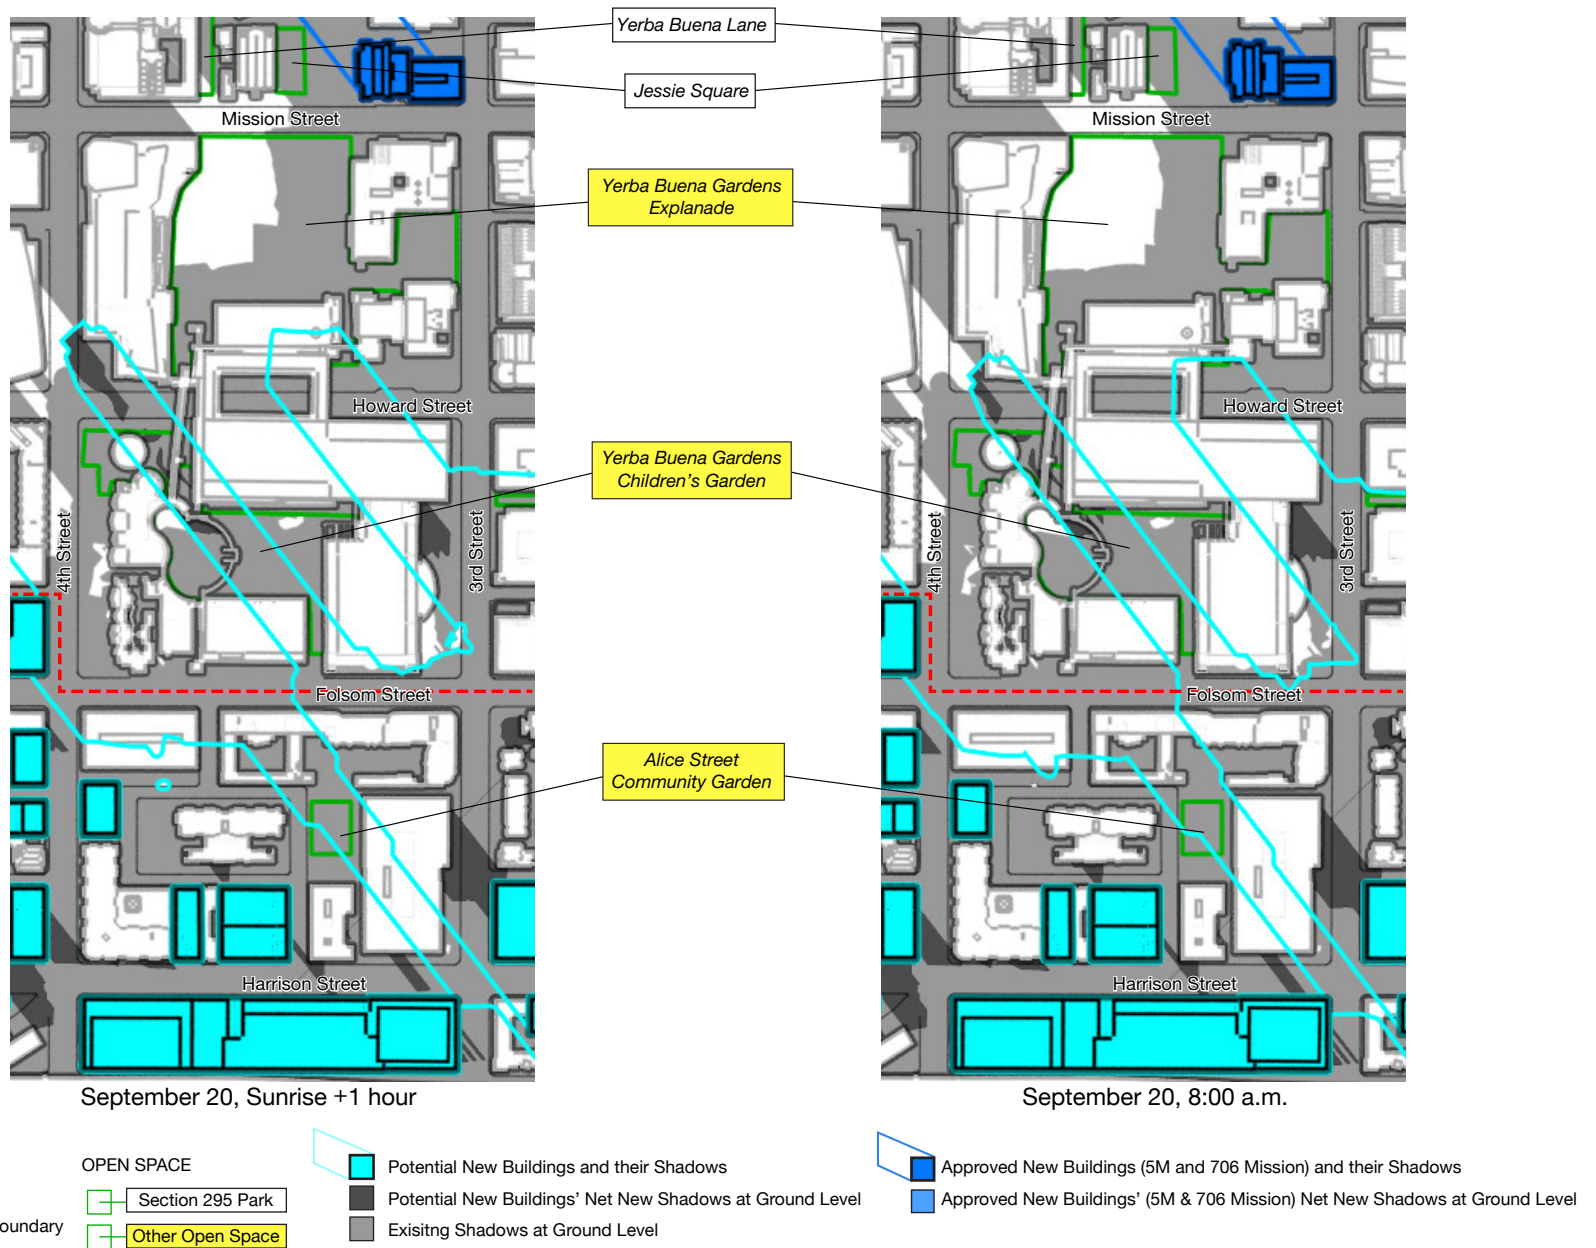 Yerba Buena Lane
Jessie Square
Mission Street
Mission Street
Yerba Buena Gardens
Explanade
Howard Street
Howard Street
Yerba Buena Gardens
Children's Garden
4th Street
3rd Street
4th Street
3rd Street
Folsom Street
Folsom Street
Alice Street
Community Garden
Harrison Street
Harrison Street
September 20, Sunrise +1 hour
September 20, 8:00 a.m.
OPEN SPACE
Section 295 Park
oundary
Other Open Space
Potential New Buildings and their Shadows
Potential New Buildings' Net New Shadows at Ground Level
Exisitng Shadows at Ground Level
Approved New Buildings (5M and 706 Mission) and their Shadows
Approved New Buildings' (5M & 706 Mission) Net New Shadows at Ground Level